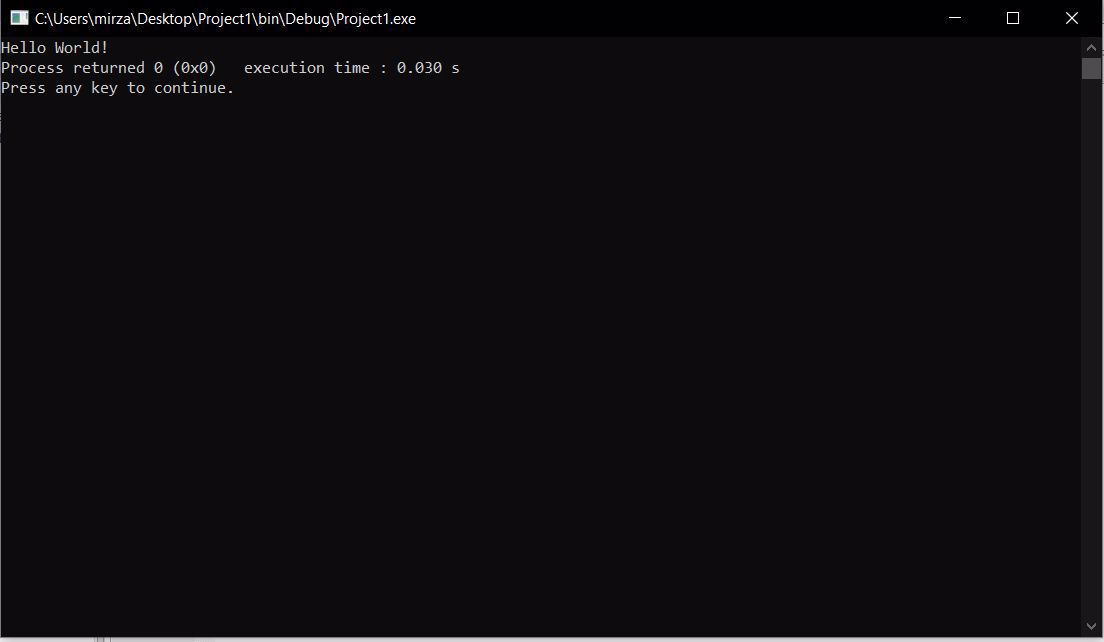 C:\Users\mirza\Desktop\Project1\bin\Debug\Project1.exe
Hello World!
Process returned 0 (0x0)   execution time : 0.030 s
Press any key to continue.